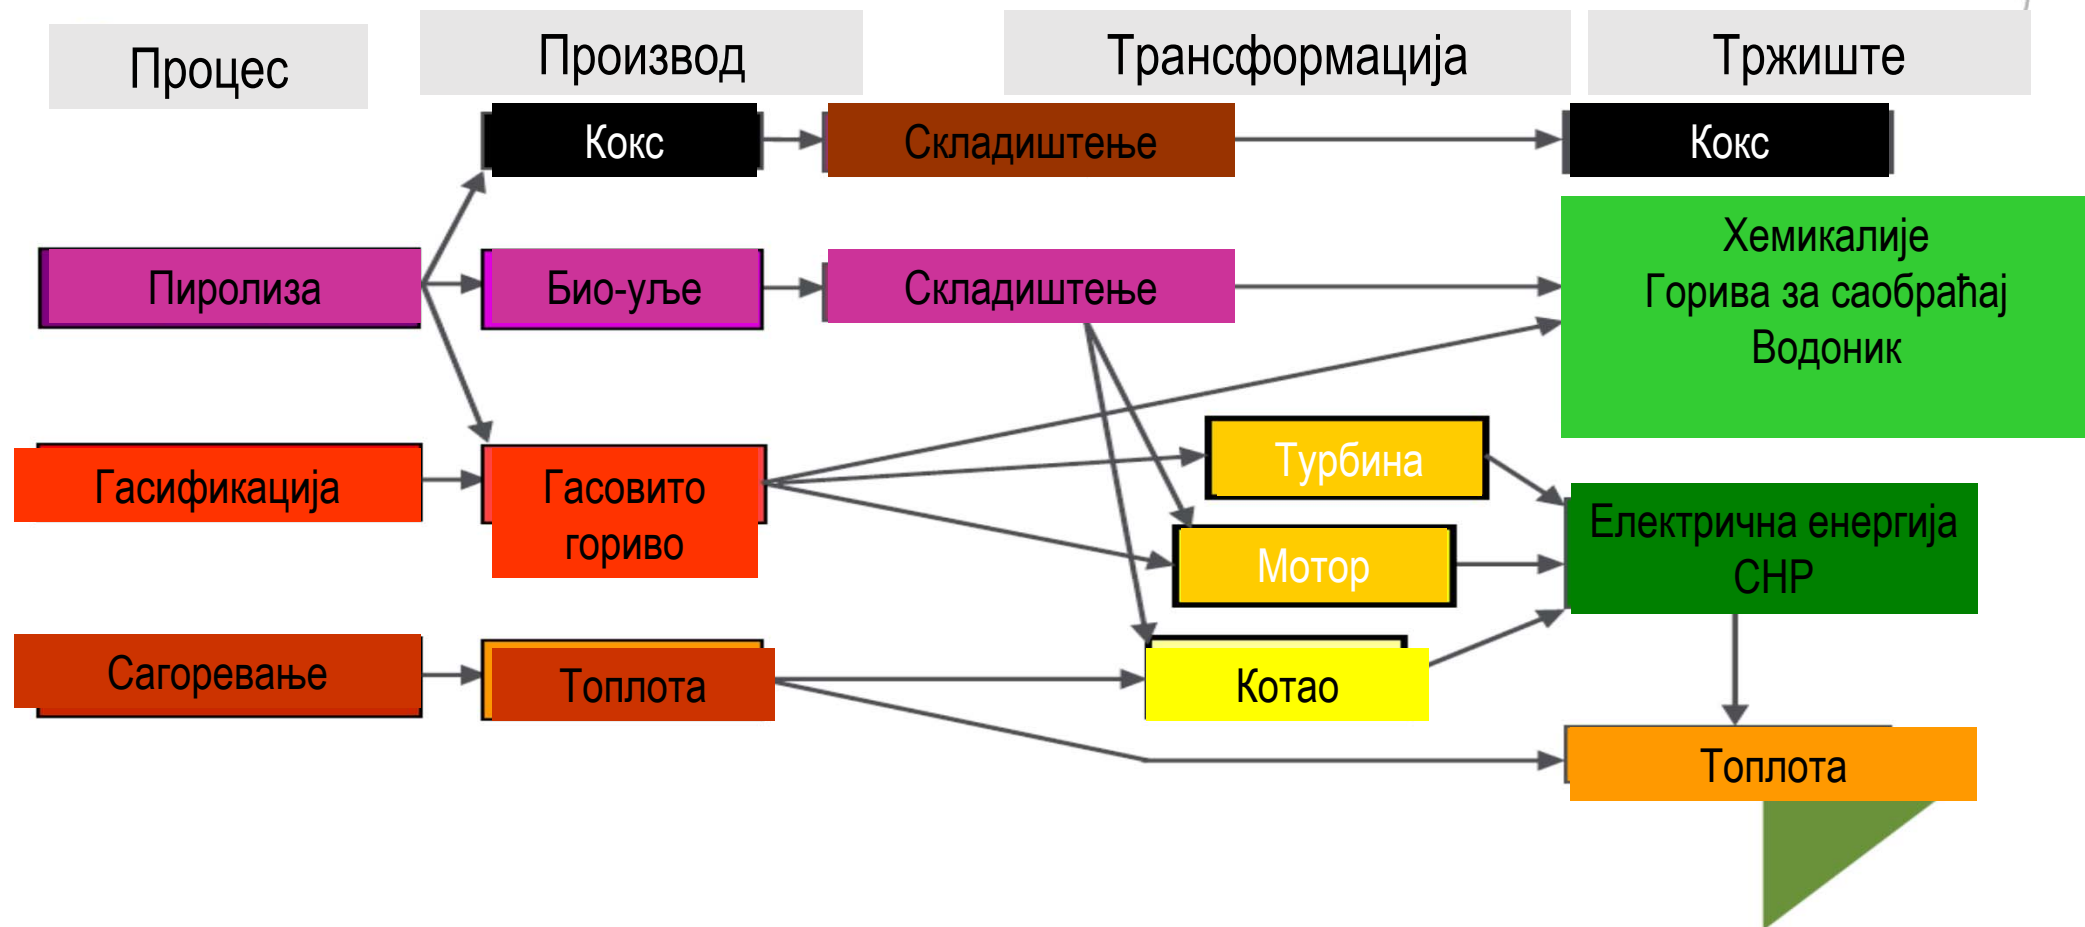 Процес
Производ
Трансформација
Тржиште
Кокс
Складиштење
Кокс
Пиролиза
Био-уље
Складиштење
Хемикалије
Горива за саобраћај
Водоник
Гасификација
Гасовито
гориво
Турбина
Мотор
Електрична енергија
CHP
Сагоревање
Топлота
Котао
Топлота